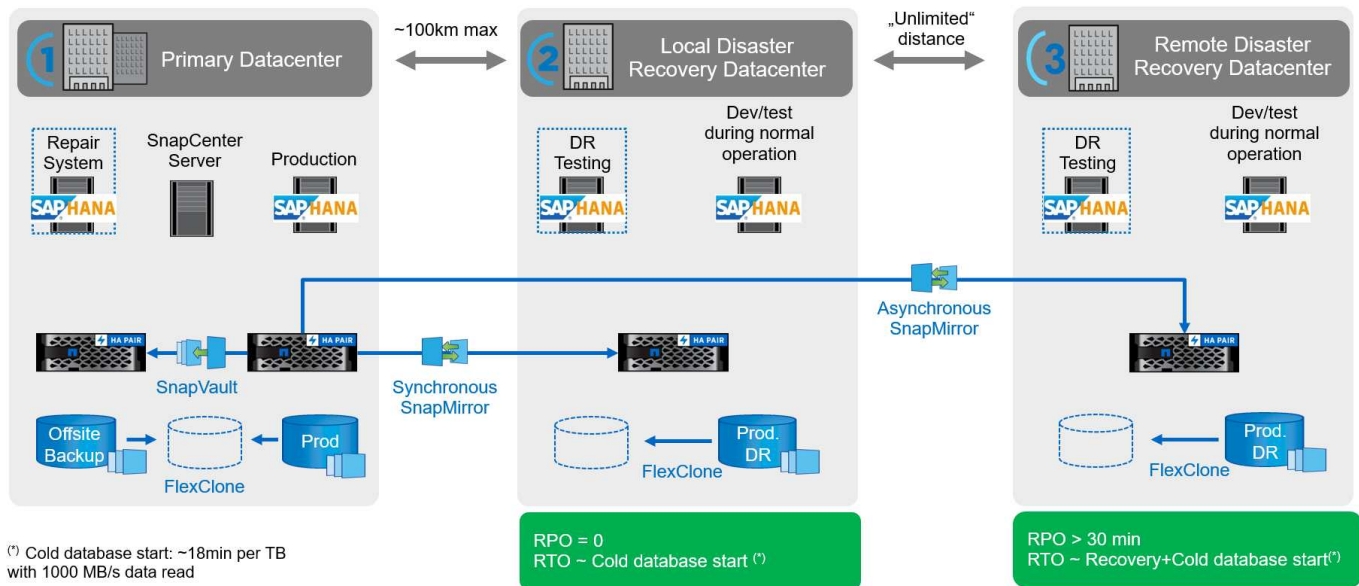 1
Primary Datacenter
~100km max
2
Local Disaster
Recovery Datacenter
„Unlimited“
distance
3
Remote Disaster
Recovery Datacenter
Repair
System
SAP HANA
SnapCenter
Server
Production
SAP HANA
DR
Testing
SAP HANA
Dev/test
during normal
operation
SAP HANA
DR
Testing
SAP HANA
Dev/test
during normal
operation
SAP HANA
Asynchronous
SnapMirror
HA PAIR
SnapVault
HA PAIR
Synchronous
SnapMirror
HA PAIR
HA PAIR
Offsite
Backup
FlexClone
Prod
FlexClone
Prod.
DR
FlexClone
Prod.
DR
(*) Cold database start: ~18min per TB
with 1000 MB/s data read
RPO = 0
RTO ~ Cold database start (*)
RPO > 30 min
RTO ~ Recovery+Cold database start(*)